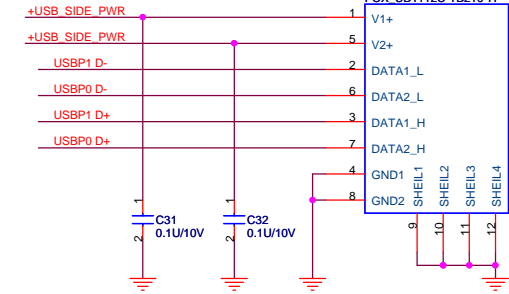 +USB_SIDE_PWR
1
V1+
+USB_SIDE_PWR
5
V2+
USBP1 D-
2
DATA1_L
USBP0 D-
6
DATA2_L
USBP1 D+
3
DATA1_H
USBP0 D+
7
DATA2_H
4
GND1
8
GND2
SHEIL1
SHEIL2
SHEIL3
SHEIL4
9
10
11
12
1
C31
0.1U/10V
2
1
C32
0.1U/10V
2